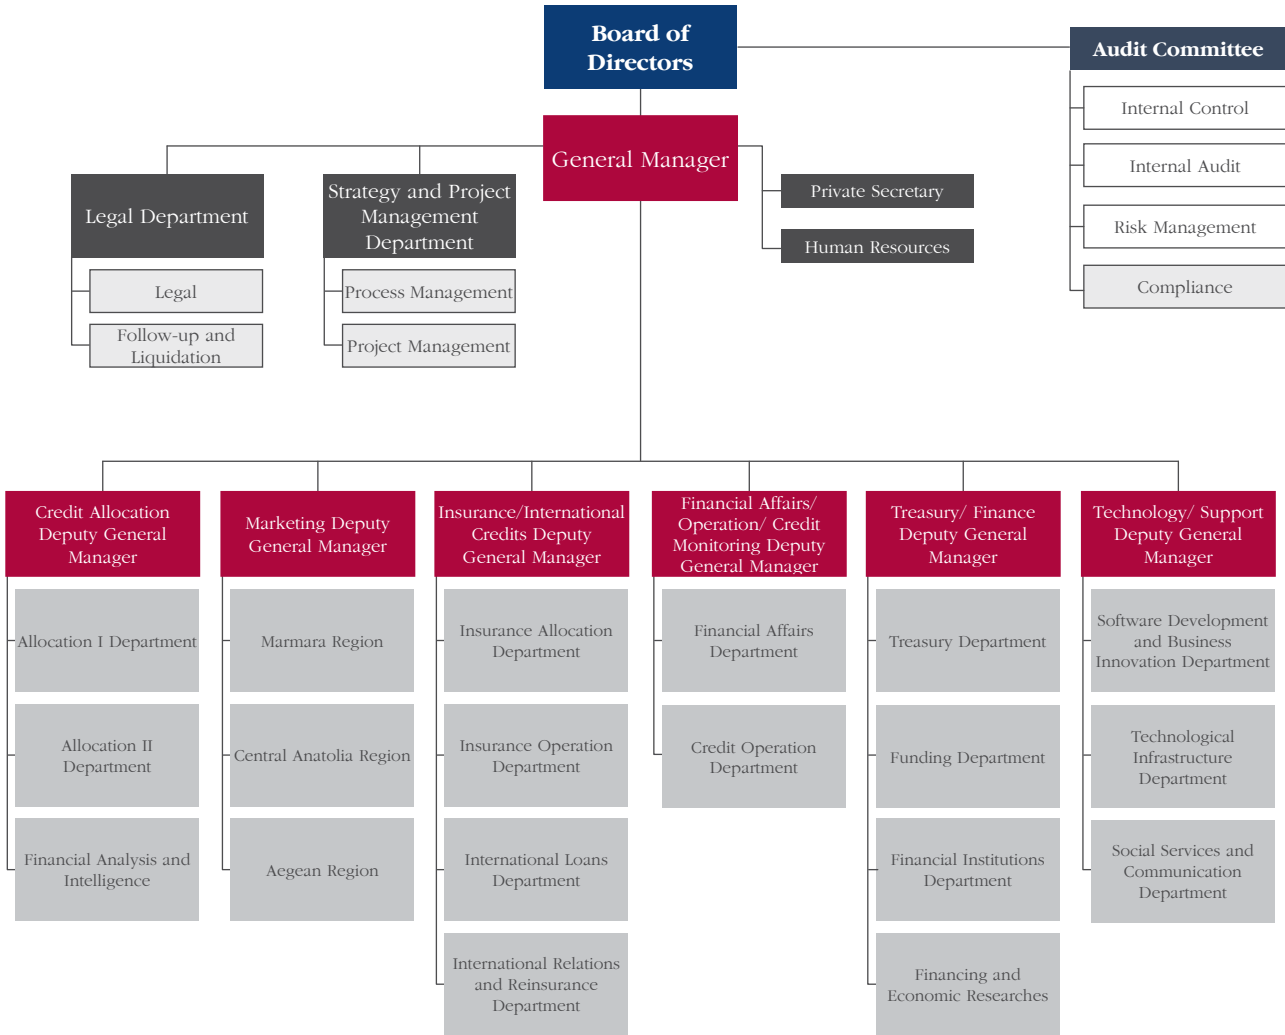 Board of
Directors
Audit Committee
Internal Control
Internal Audit
Risk Management
Compliance
General Manager
Private Secretary
Human Resources
Legal Department
Legal
Follow-up and
Liquidation
Strategy and Project
Management
Department
Process Management
Project Management
Credit Allocation
Deputy General
Manager
Allocation I Department
Allocation II
Department
Financial Analysis and
Intelligence
Marketing Deputy
General Manager
Marmara Region
Central Anatolia Region
Aegean Region
Insurance/International
Credits Deputy
General Manager
Insurance Allocation
Department
Insurance Operation
Department
International Loans
Department
International Relations
and Reinsurance
Department
Financial Affairs/
Operation/ Credit
Monitoring Deputy
General Manager
Financial Affairs
Department
Credit Operation
Department
Treasury/ Finance
Deputy General
Manager
Treasury Department
Funding Department
Financial Institutions
Department
Financing and
Economic Researches
Technology/ Support
Deputy General
Manager
Software Development
and Business
Innovation Department
Technological
Infrastructure
Department
Social Services and
Communication
Department